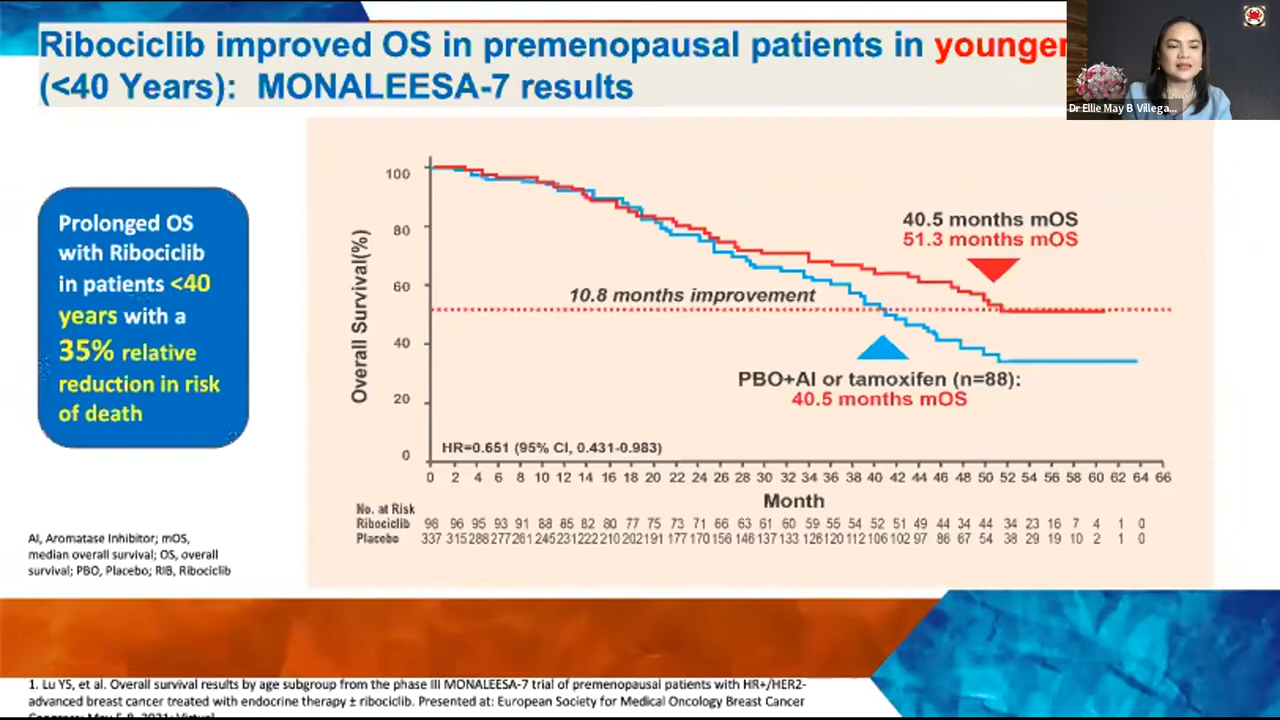 Ribociclib improved OS in premenopausal patients in younger
(<40 Years): MONALEESA-7 results
Dr Ellie May B Villega...
Prolonged OS
with Ribociclib
in patients <40
years with a
35% relative
reduction in risk
of death
Overall Survival(%)
100
80
60
40
20
0
40.5 months mOS
51.3 months mOS
10.8 months improvement
PBO+AI or tamoxifen (n=88):
40.5 months mOS
HR=0.651 (95% CI, 0.431-0.983)
0 2 4 6 8 10 12 14 16 18 20 22 24 26 28 30 32 34 36 38 40 42 44 46 48 50 52 54 56 58 60 62 64 66
Month
No. at Risk
Ribociclib 96 96 95 93 91 88 85 82 80 77 75 73 71 66 63 61 60 59 55 54 52 51 49 44 34 44 34 23 16 7 4 1 0
Placebo 337 315 288 277 261 245 231 222 210 202 191 177 170 156 146 137 133 126 120 112 106 102 97 86 67 54 38 29 19 10 2 1 0
AI, Aromatase Inhibitor; mOS,
median overall survival; OS, overall
survival; PBO, Placebo; RIB, Ribociclib
1. Lu YS, et al. Overall survival results by age subgroup from the phase III MONALEESA-7 trial of premenopausal patients with HR+/HER2-
advanced breast cancer treated with endocrine therapy ± ribociclib. Presented at: European Society for Medical Oncology Breast Cancer